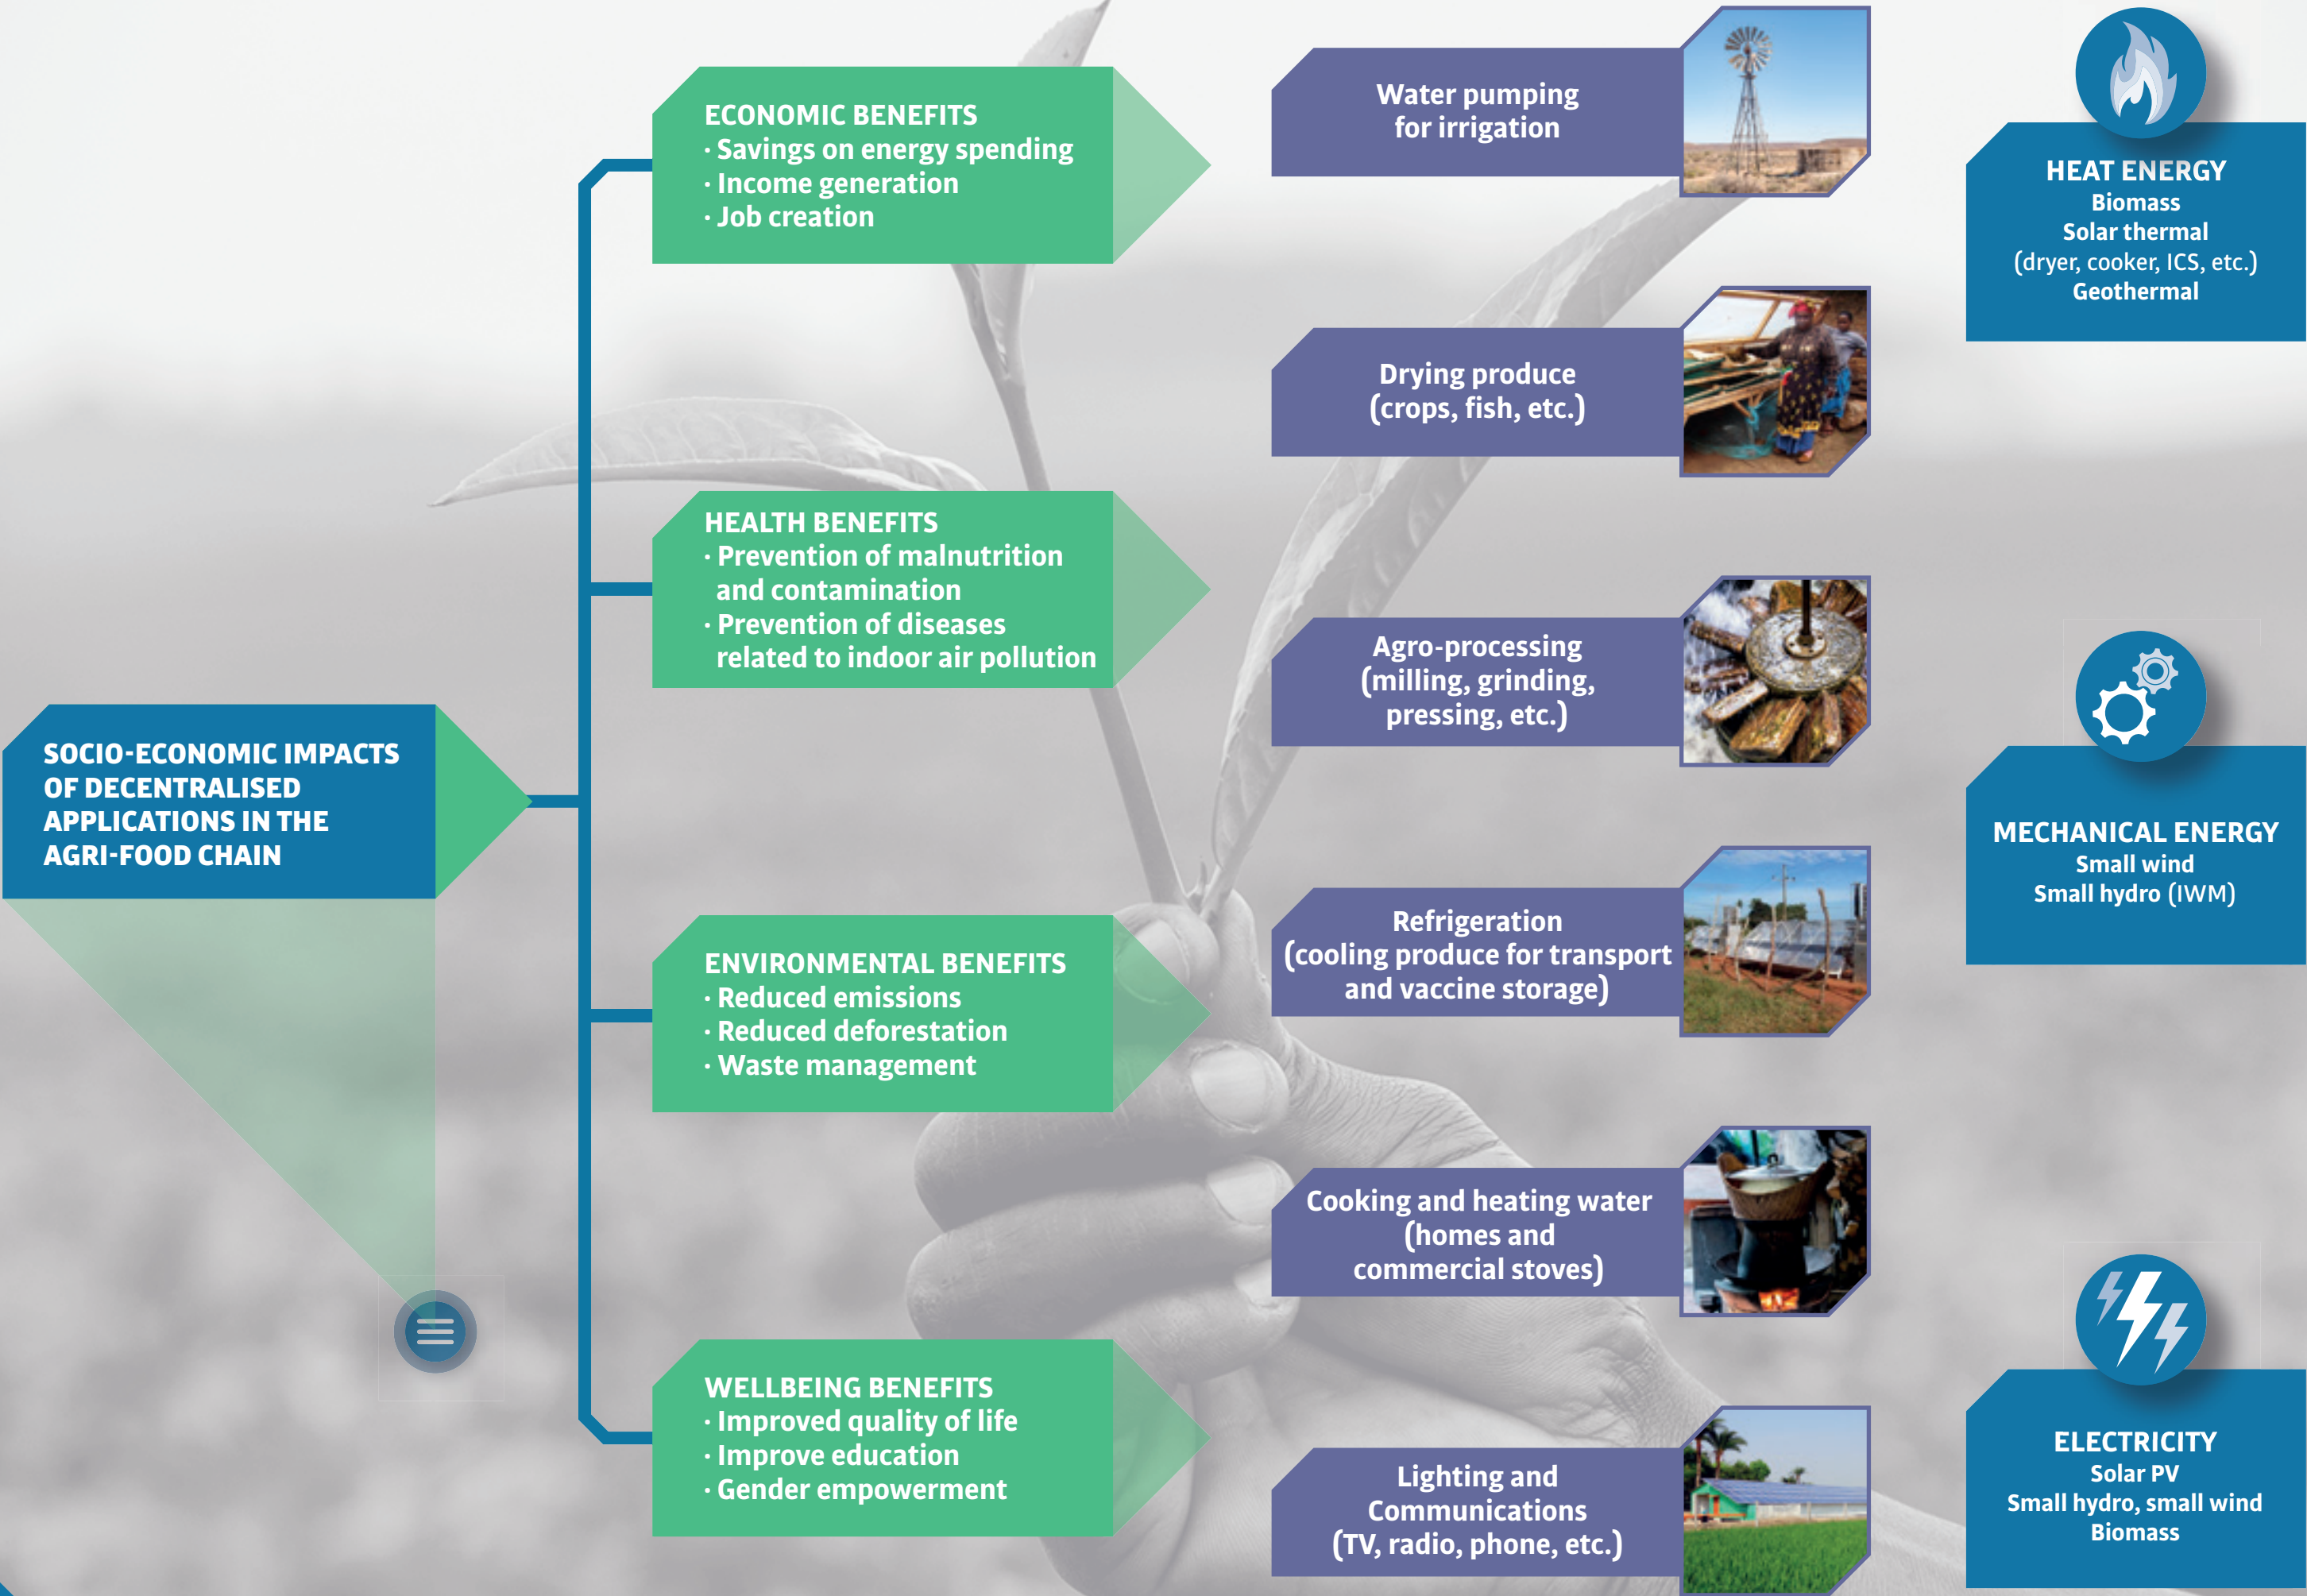 SOCIO-ECONOMIC IMPACTS
OF DECENTRALISED
APPLICATIONS IN THE
AGRI-FOOD CHAIN
ECONOMIC BENEFITS
· Savings on energy spending
· Income generation
· Job creation
HEALTH BENEFITS
· Prevention of malnutrition
and contamination
· Prevention of diseases
related to indoor air pollution
ENVIRONMENTAL BENEFITS
· Reduced emissions
· Reduced deforestation
· Waste management
WELLBEING BENEFITS
· Improved quality of life
· Improve education
· Gender empowerment
Water pumping
for irrigation
Drying produce
(crops, fish, etc.)
Agro-processing
(milling, grinding,
pressing, etc.)
Refrigeration
(cooling produce for transport
and vaccine storage)
Cooking and heating water
(homes and
commercial stoves)
Lighting and
Communications
(TV, radio, phone, etc.)
HEAT ENERGY
Biomass
Solar thermal
(dryer, cooker, ICS, etc.)
Geothermal
MECHANICAL ENERGY
Small wind
Small hydro (IWM)
ELECTRICITY
Solar PV
Small hydro, small wind
Biomass